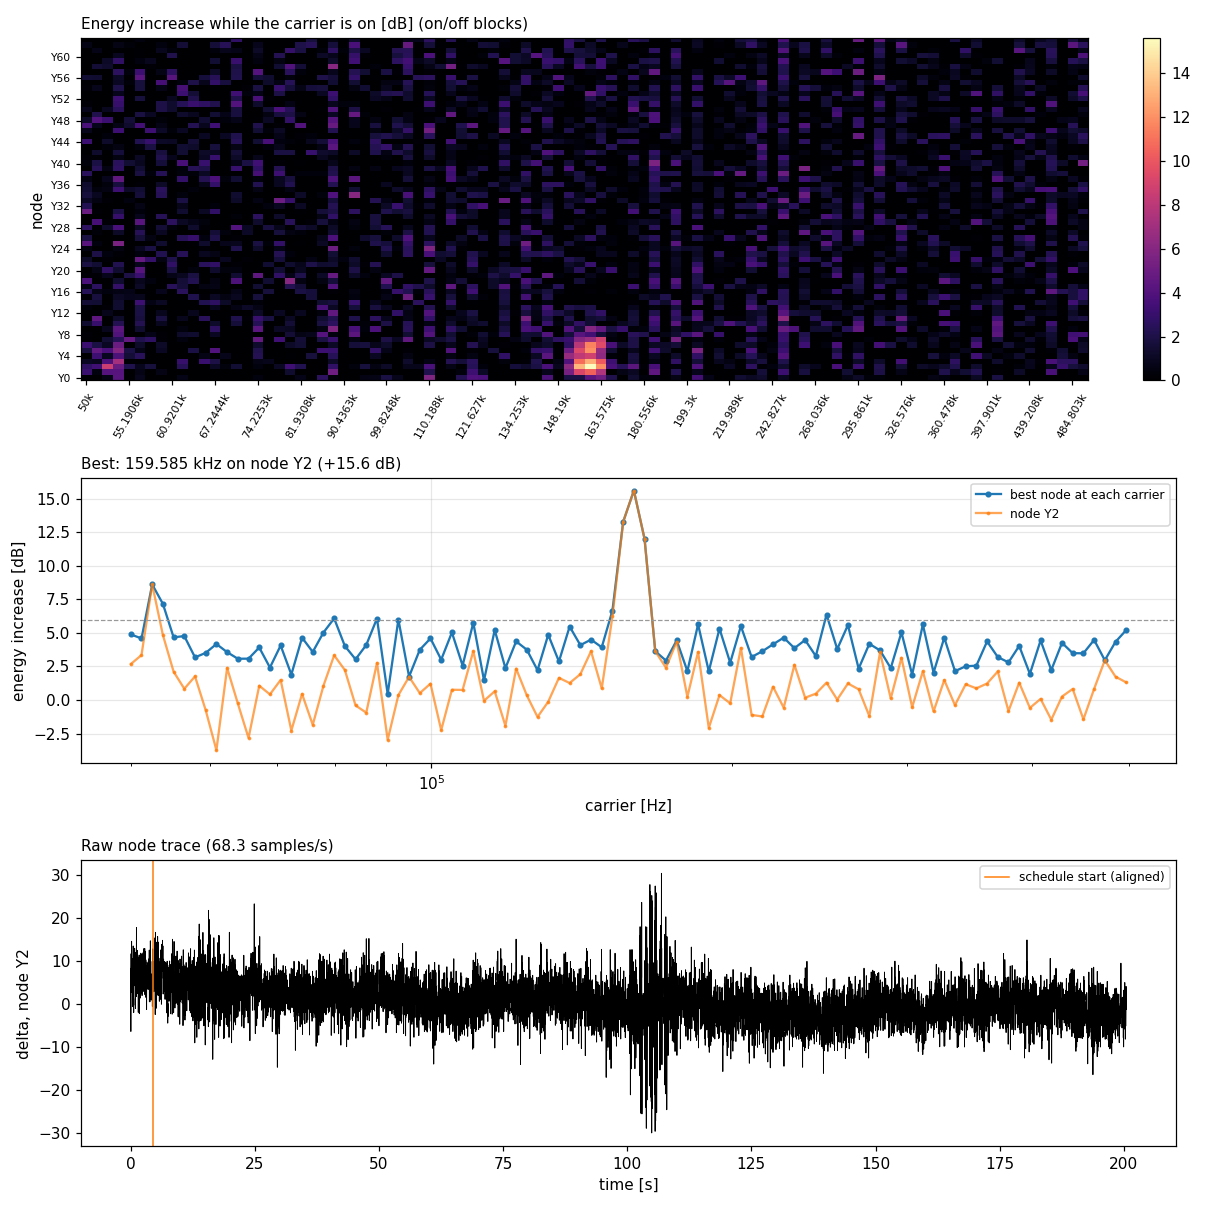 Energy increase while the carrier is on [dB] (on/off blocks)
node
Y60
Y56
Y52
Y48
Y44
Y40
Y36
Y32
Y28
Y24
Y20
Y16
Y12
Y8
Y4
Y0
50k
55.1906k
60.9201k
67.2444k
74.2253k
81.9308k
90.4363k
99.8248k
110.188k
121.627k
134.253k
148.19k
163.575k
180.556k
199.3k
219.989k
242.827k
268.036k
295.861k
326.576k
360.478k
397.901k
439.208k
484.803k
14
12
10
8
6
4
2
0
Best: 159.585 kHz on node Y2 (+15.6 dB)
energy increase [dB]
15.0
12.5
10.0
7.5
5.0
2.5
0.0
−2.5
best node at each carrier
node Y2
10⁵
carrier [Hz]
Raw node trace (68.3 samples/s)
delta, node Y2
30
20
10
0
−10
−20
−30
schedule start (aligned)
0
25
50
75
100
125
150
175
200
time [s]